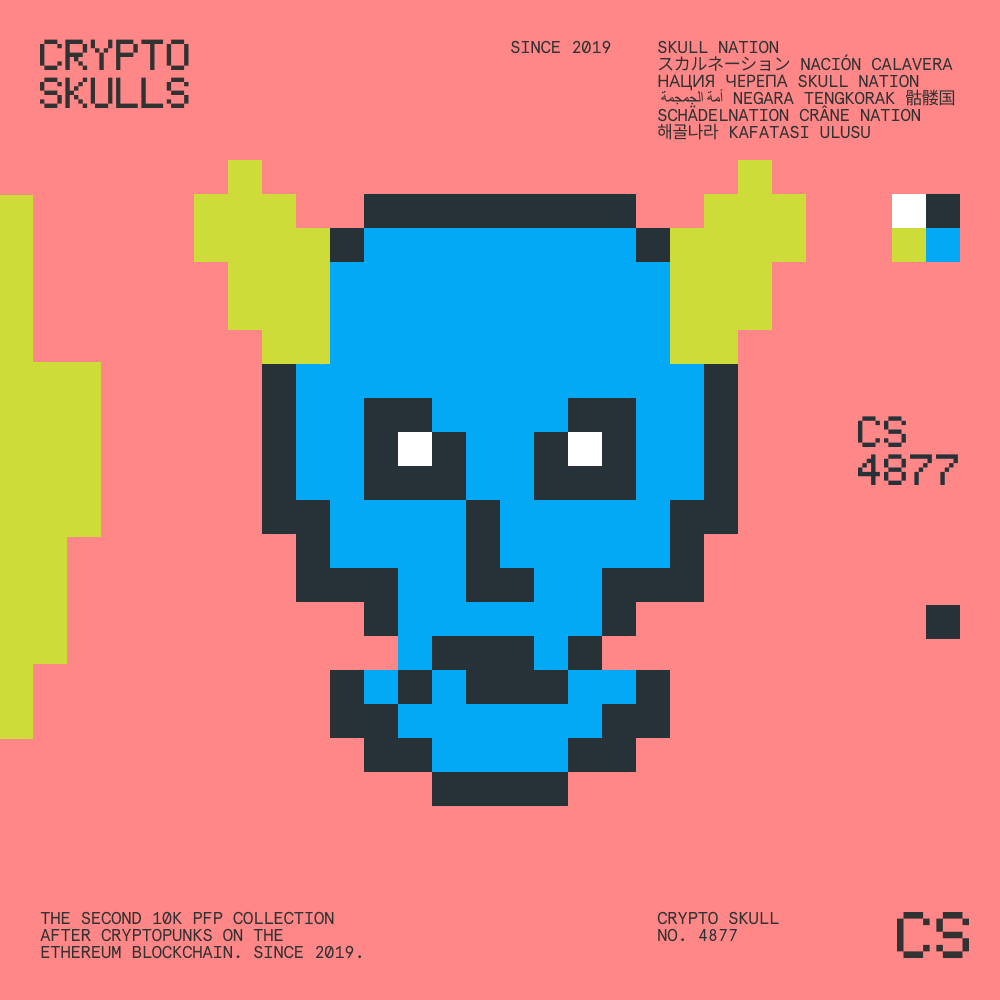 CRYPTO
SKULLS
SINCE 2019
SKULL NATION
スカルネーション NACIÓN CALAVERA
НАЦИЯ ЧЕРЕПА SKULL NATION
أمة الجمجمة NEGARA TENGKORAK 骷髅国
SCHÄDELNATION CRÂNE NATION
해골나라 KAFATASI ULUSU
CS
4877
THE SECOND 10K PFP COLLECTION
AFTER CRYPTOPUNKS ON THE
ETHEREUM BLOCKCHAIN. SINCE 2019.
CRYPTO SKULL
NO. 4877
CS